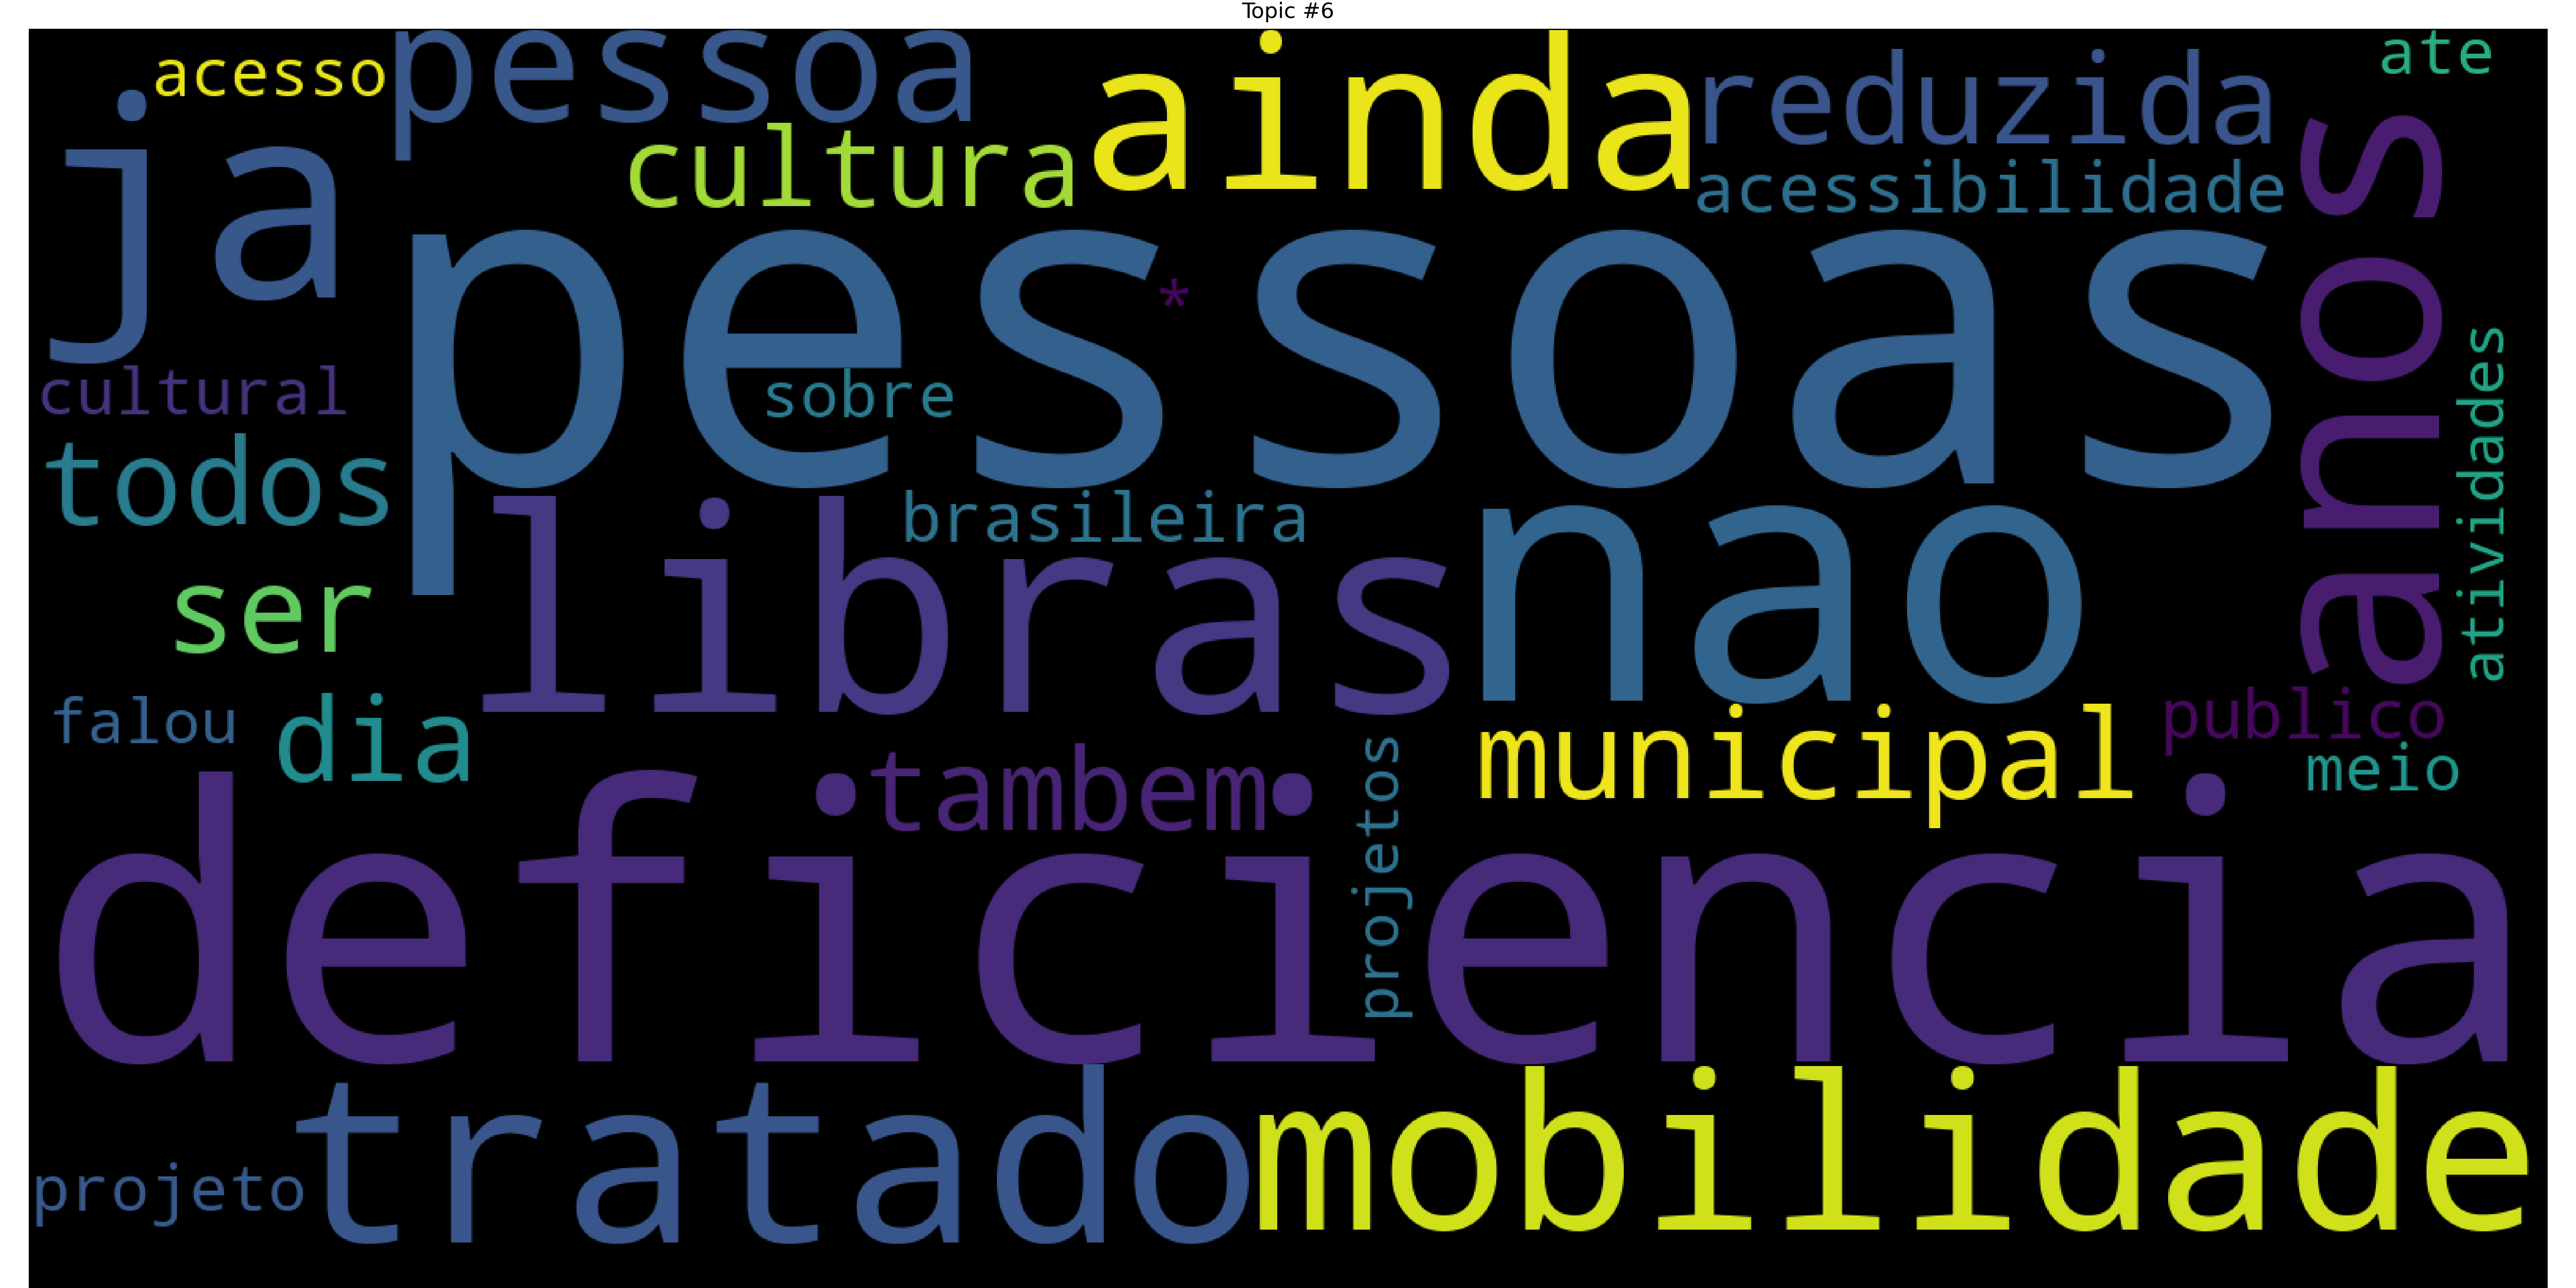 Topic #6
acesso
pessoa
ainda
reduzida
ate
ja
cultura
acessibilidade
anos
pessoas
*
cultural
sobre
atividades
todos
brasileira
libras
nao
ser
falou
dia
tambem
municipal
publico
meio
projetos
deficiencia
tratado
mobilidade
projeto